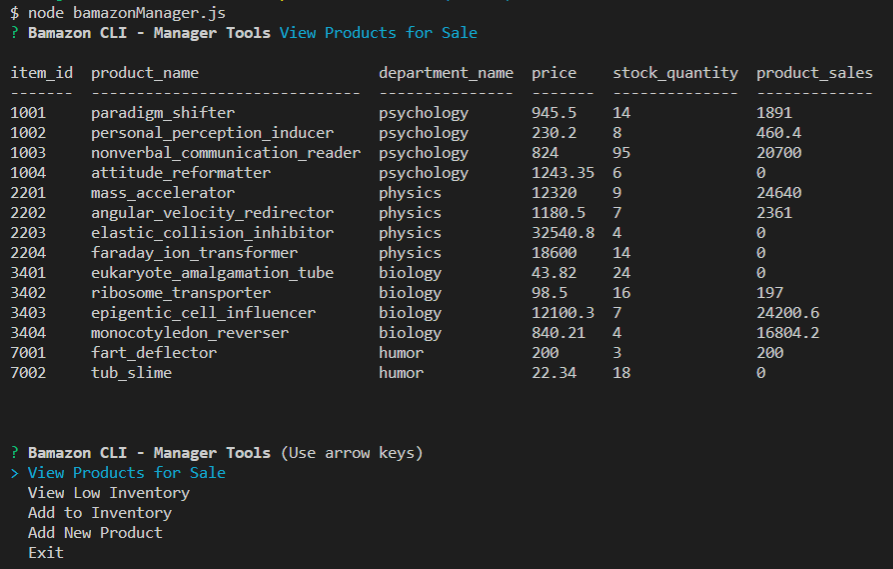 $ node bamazonManager.js
? Bamazon CLI - Manager Tools View Products for Sale
item_id  product_name                    department_name  price    stock_quantity  product_sales
-------  ------------------------------  ---------------  -------  --------------  -------------
1001     paradigm_shifter                psychology       945.5    14              1891
1002     personal_perception_inducer     psychology       230.2    8               460.4
1003     nonverbal_communication_reader  psychology       824      95              20700
1004     attitude_reformatter            psychology       1243.35  6               0
2201     mass_accelerator                physics          12320    9               24640
2202     angular_velocity_redirector     physics          1180.5   7               2361
2203     elastic_collision_inhibitor     physics          32540.8  4               0
2204     faraday_ion_transformer         physics          18600    14              0
3401     eukaryote_amalgamation_tube     biology          43.82    24              0
3402     ribosome_transporter            biology          98.5     16              197
3403     epigentic_cell_influencer       biology          12100.3  7               24200.6
3404     monocotyledon_reverser          biology          840.21   4               16804.2
7001     fart_deflector                  humor            200      3               200
7002     tub_slime                       humor            22.34    18              0
? Bamazon CLI - Manager Tools (Use arrow keys)
> View Products for Sale
  View Low Inventory
  Add to Inventory
  Add New Product
  Exit